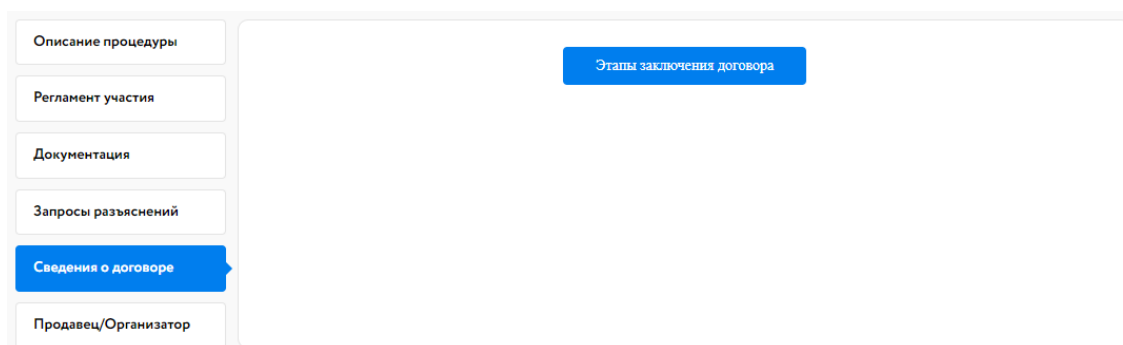 Описание процедуры
Этапы заключения договора
Регламент участия
Документация
Запросы разъяснений
Сведения о договоре
Продавец/Организатор